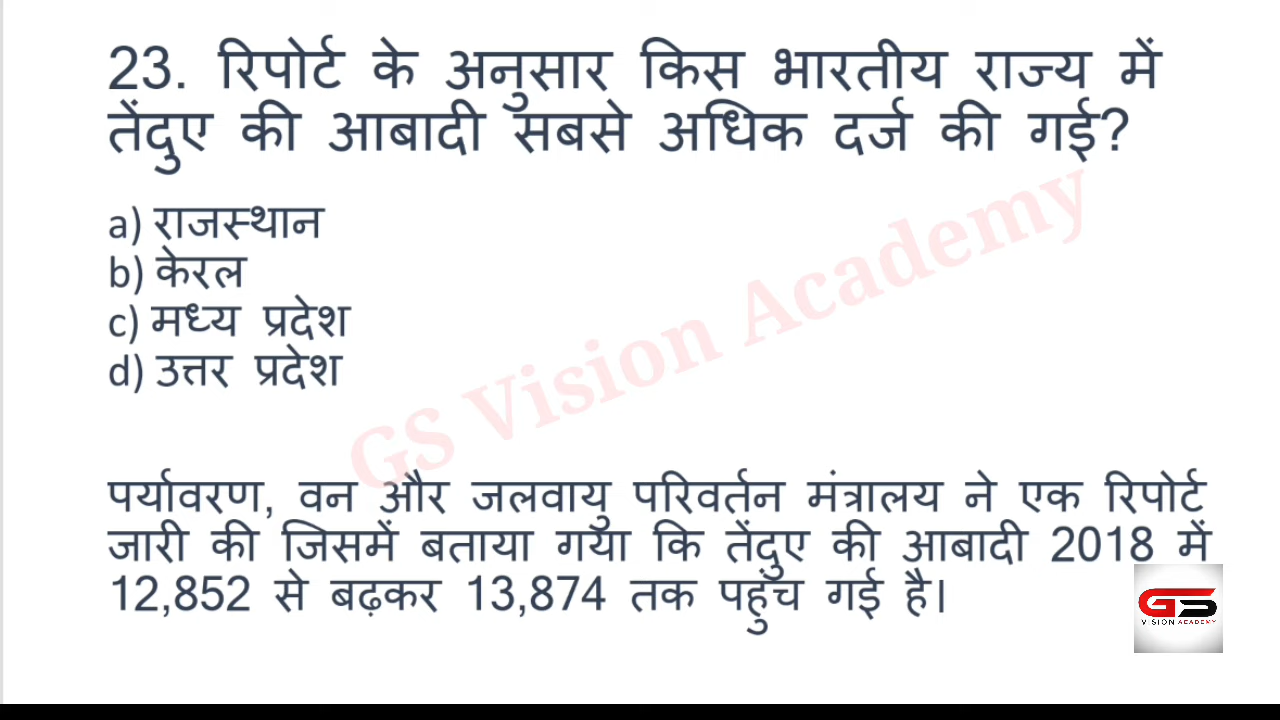 23. रिपोर्ट के अनुसार किस भारतीय राज्य में
तेंदुए की आबादी सबसे अधिक दर्ज की गई?
a) राजस्थान
b) केरल
c) मध्य प्रदेश
d) उत्तर प्रदेश
GS Vision Academy
पर्यावरण, वन और जलवायु परिवर्तन मंत्रालय ने एक रिपोर्ट
जारी की जिसमें बताया गया कि तेंदुए की आबादी 2018 में
12,852 से बढ़कर 13,874 तक पहुंच गई है।
GS
VISION ACADEMY